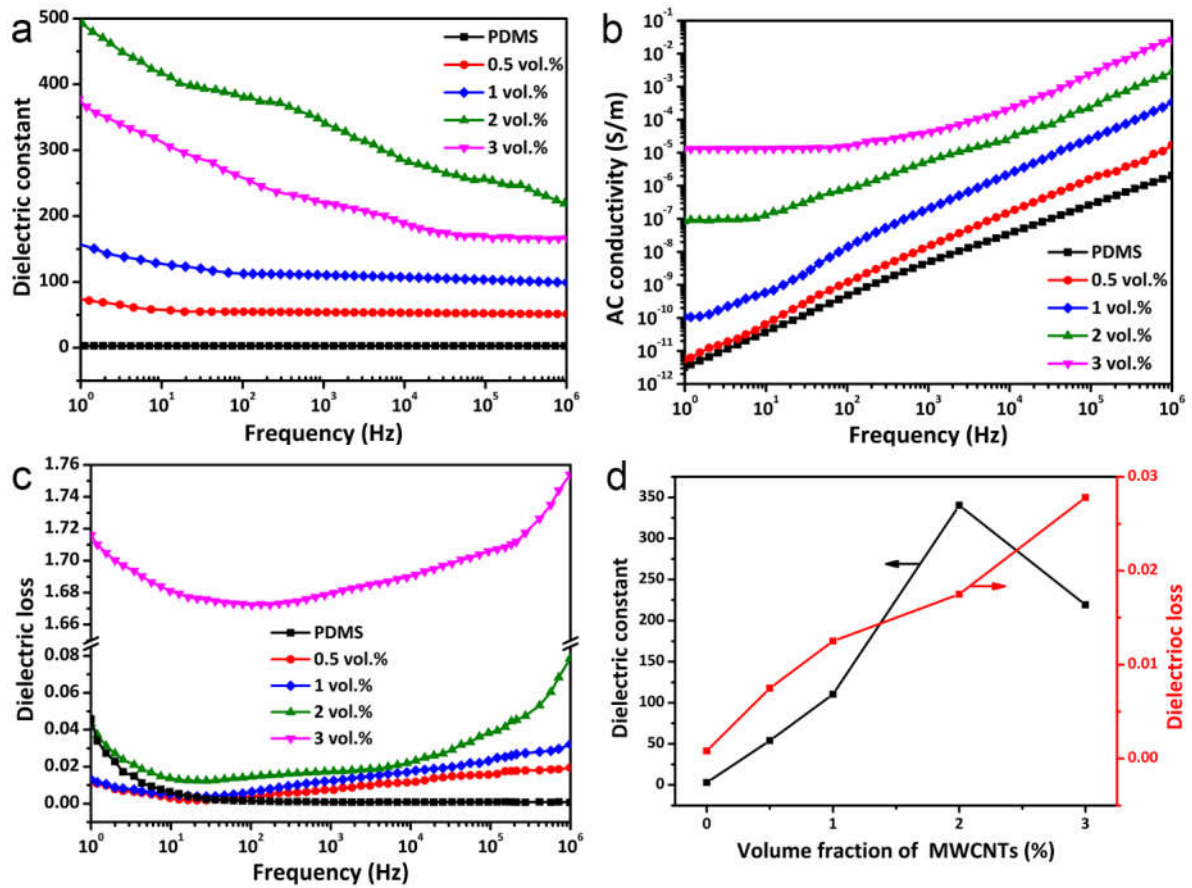 a
500
400
300
200
100
0
Dielectric constant
PDMS
0.5 vol.%
1 vol.%
2 vol.%
3 vol.%
10⁰ 10¹ 10² 10³ 10⁴ 10⁵ 10⁶
Frequency (Hz)
b
10⁻¹
10⁻²
10⁻³
10⁻⁴
10⁻⁵
10⁻⁶
10⁻⁷
10⁻⁸
10⁻⁹
10⁻¹⁰
10⁻¹¹
10⁻¹²
AC conductivity (S/m)
PDMS
0.5 vol.%
1 vol.%
2 vol.%
3 vol.%
10⁰ 10¹ 10² 10³ 10⁴ 10⁵ 10⁶
Frequency (Hz)
c
1.76
1.74
1.72
1.70
1.68
1.66
0.08
0.06
0.04
0.02
0.00
Dielectric loss
PDMS
0.5 vol.%
1 vol.%
2 vol.%
3 vol.%
10⁰ 10¹ 10² 10³ 10⁴ 10⁵ 10⁶
Frequency (Hz)
d
350
300
250
200
150
100
50
0
Dielectric constant
0.03
0.02
0.01
0.00
Dielectrioc loss
0 1 2 3
Volume fraction of MWCNTs (%)